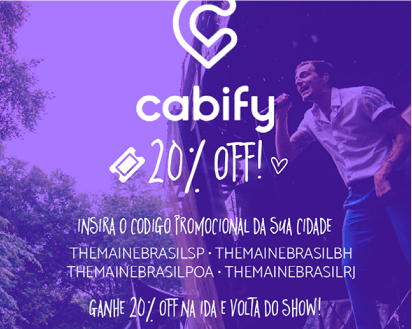 cabify
20% OFF!
INSIRA O CODIGO PROMOCIONAL DA SUA CIDADE
THEMAINEBRASILSP • THEMAINEBRASILBH
THEMAINEBRASILPOA • THEMAINEBRASILRJ
GANHE 20% OFF NA IDA E VOLTA DO SHOW!